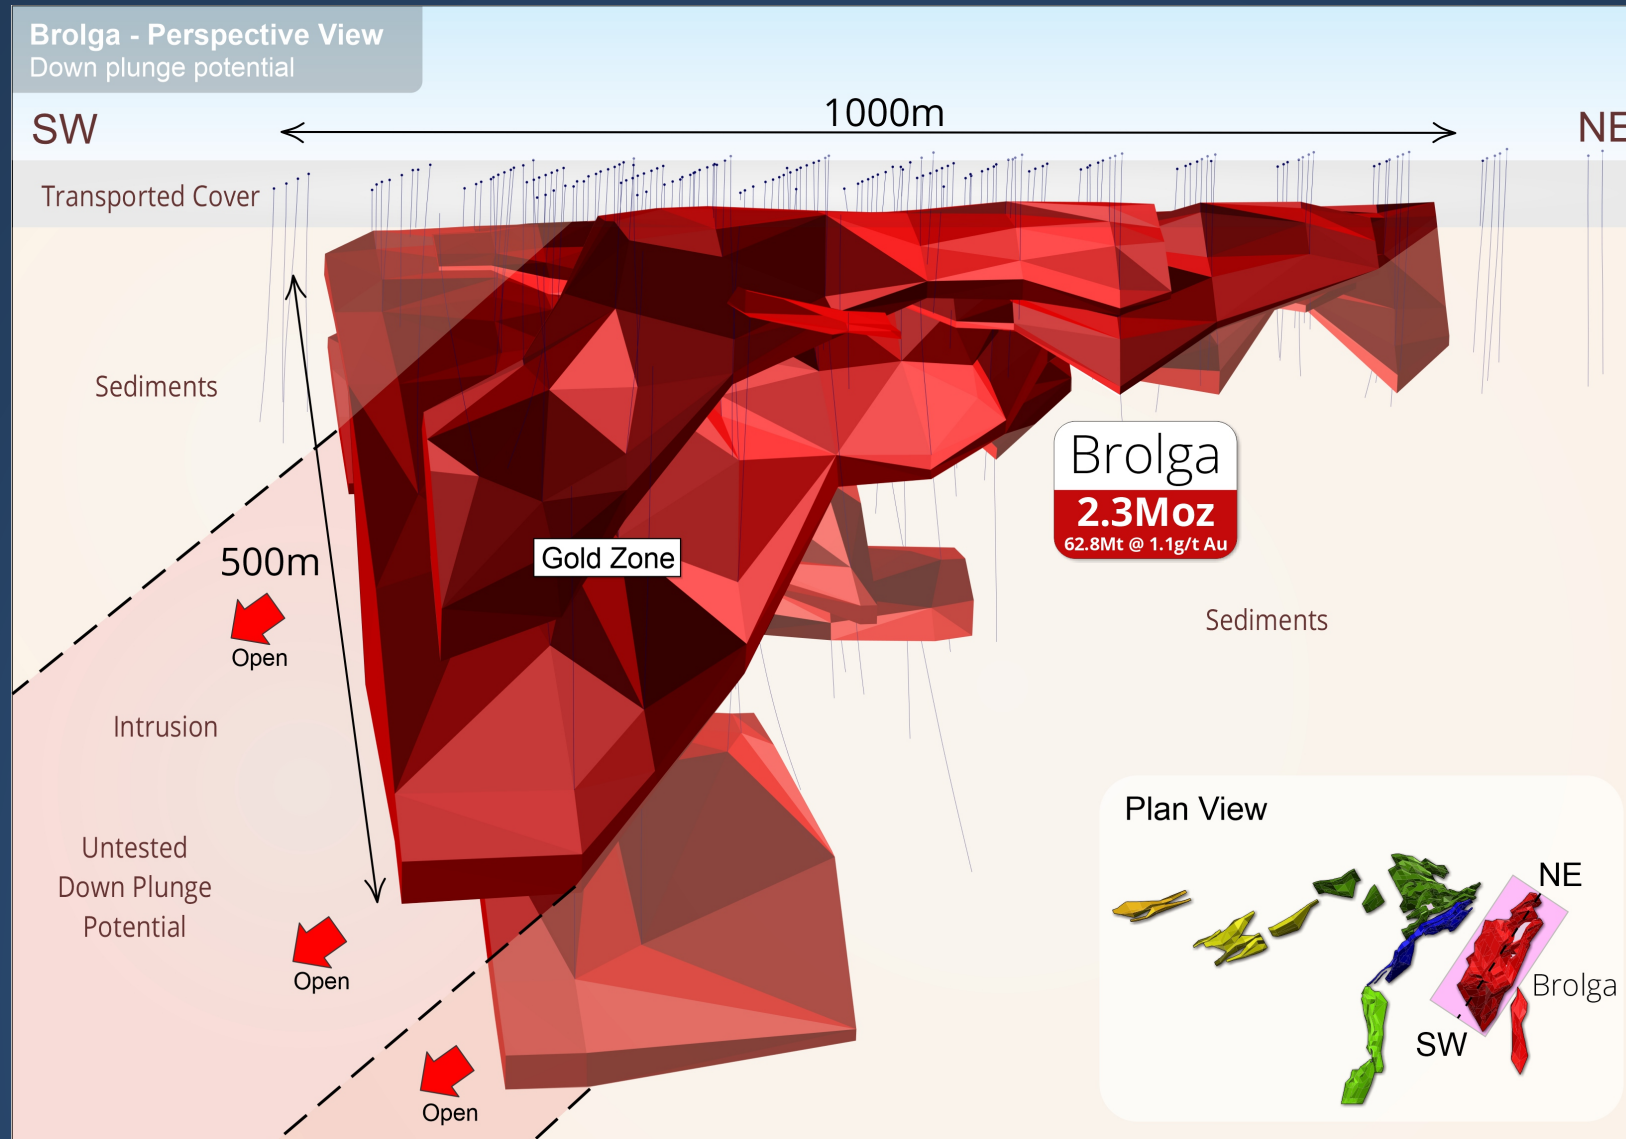 Brolga - Perspective View
Down plunge potential
SW
1000m
NE
Transported Cover
Sediments
500m
Gold Zone
Brolga
2.3Moz
62.8Mt @ 1.1g/t Au
Sediments
Open
Intrusion
Untested
Down Plunge
Potential
Open
Open
Plan View
NE
Brolga
SW